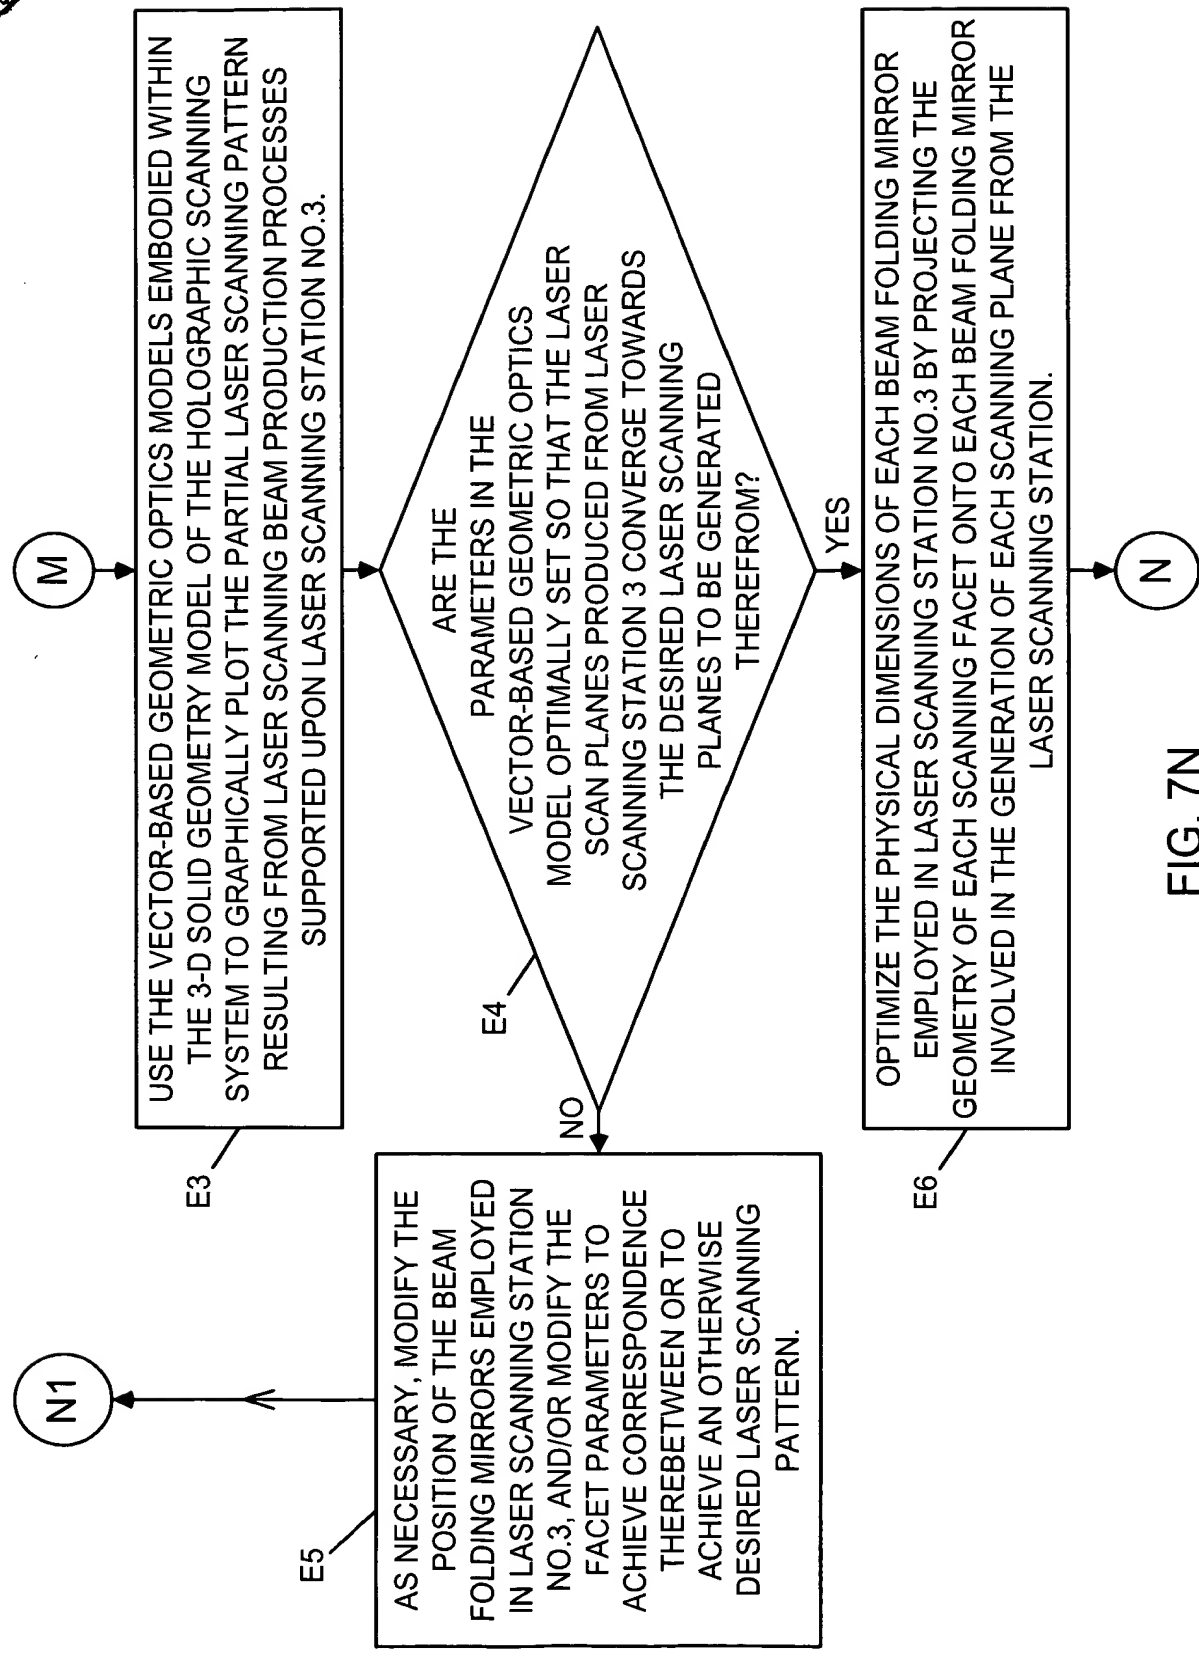 M
USE THE VECTOR-BASED GEOMETRIC OPTICS MODELS EMBODIED WITHIN
THE 3-D SOLID GEOMETRY MODEL OF THE HOLOGRAPHIC SCANNING
SYSTEM TO GRAPHICALLY PLOT THE PARTIAL LASER SCANNING PATTERN
RESULTING FROM LASER SCANNING BEAM PRODUCTION PROCESSES
SUPPORTED UPON LASER SCANNING STATION NO.3.
E3
ARE THE
PARAMETERS IN THE
VECTOR-BASED GEOMETRIC OPTICS
MODEL OPTIMALLY SET SO THAT THE LASER
SCAN PLANES PRODUCED FROM LASER
SCANNING STATION 3 CONVERGE TOWARDS
THE DESIRED LASER SCANNING
PLANES TO BE GENERATED
THEREFROM?
E4
NO
YES
N1
AS NECESSARY, MODIFY THE
POSITION OF THE BEAM
FOLDING MIRRORS EMPLOYED
IN LASER SCANNING STATION
NO.3, AND/OR MODIFY THE
FACET PARAMETERS TO
ACHIEVE CORRESPONDENCE
THEREBETWEEN OR TO
ACHIEVE AN OTHERWISE
DESIRED LASER SCANNING
PATTERN.
E5
OPTIMIZE THE PHYSICAL DIMENSIONS OF EACH BEAM FOLDING MIRROR
EMPLOYED IN LASER SCANNING STATION NO.3 BY PROJECTING THE
GEOMETRY OF EACH SCANNING FACET ONTO EACH BEAM FOLDING MIRROR
INVOLVED IN THE GENERATION OF EACH SCANNING PLANE FROM THE
LASER SCANNING STATION.
E6
N
FIG. 7N